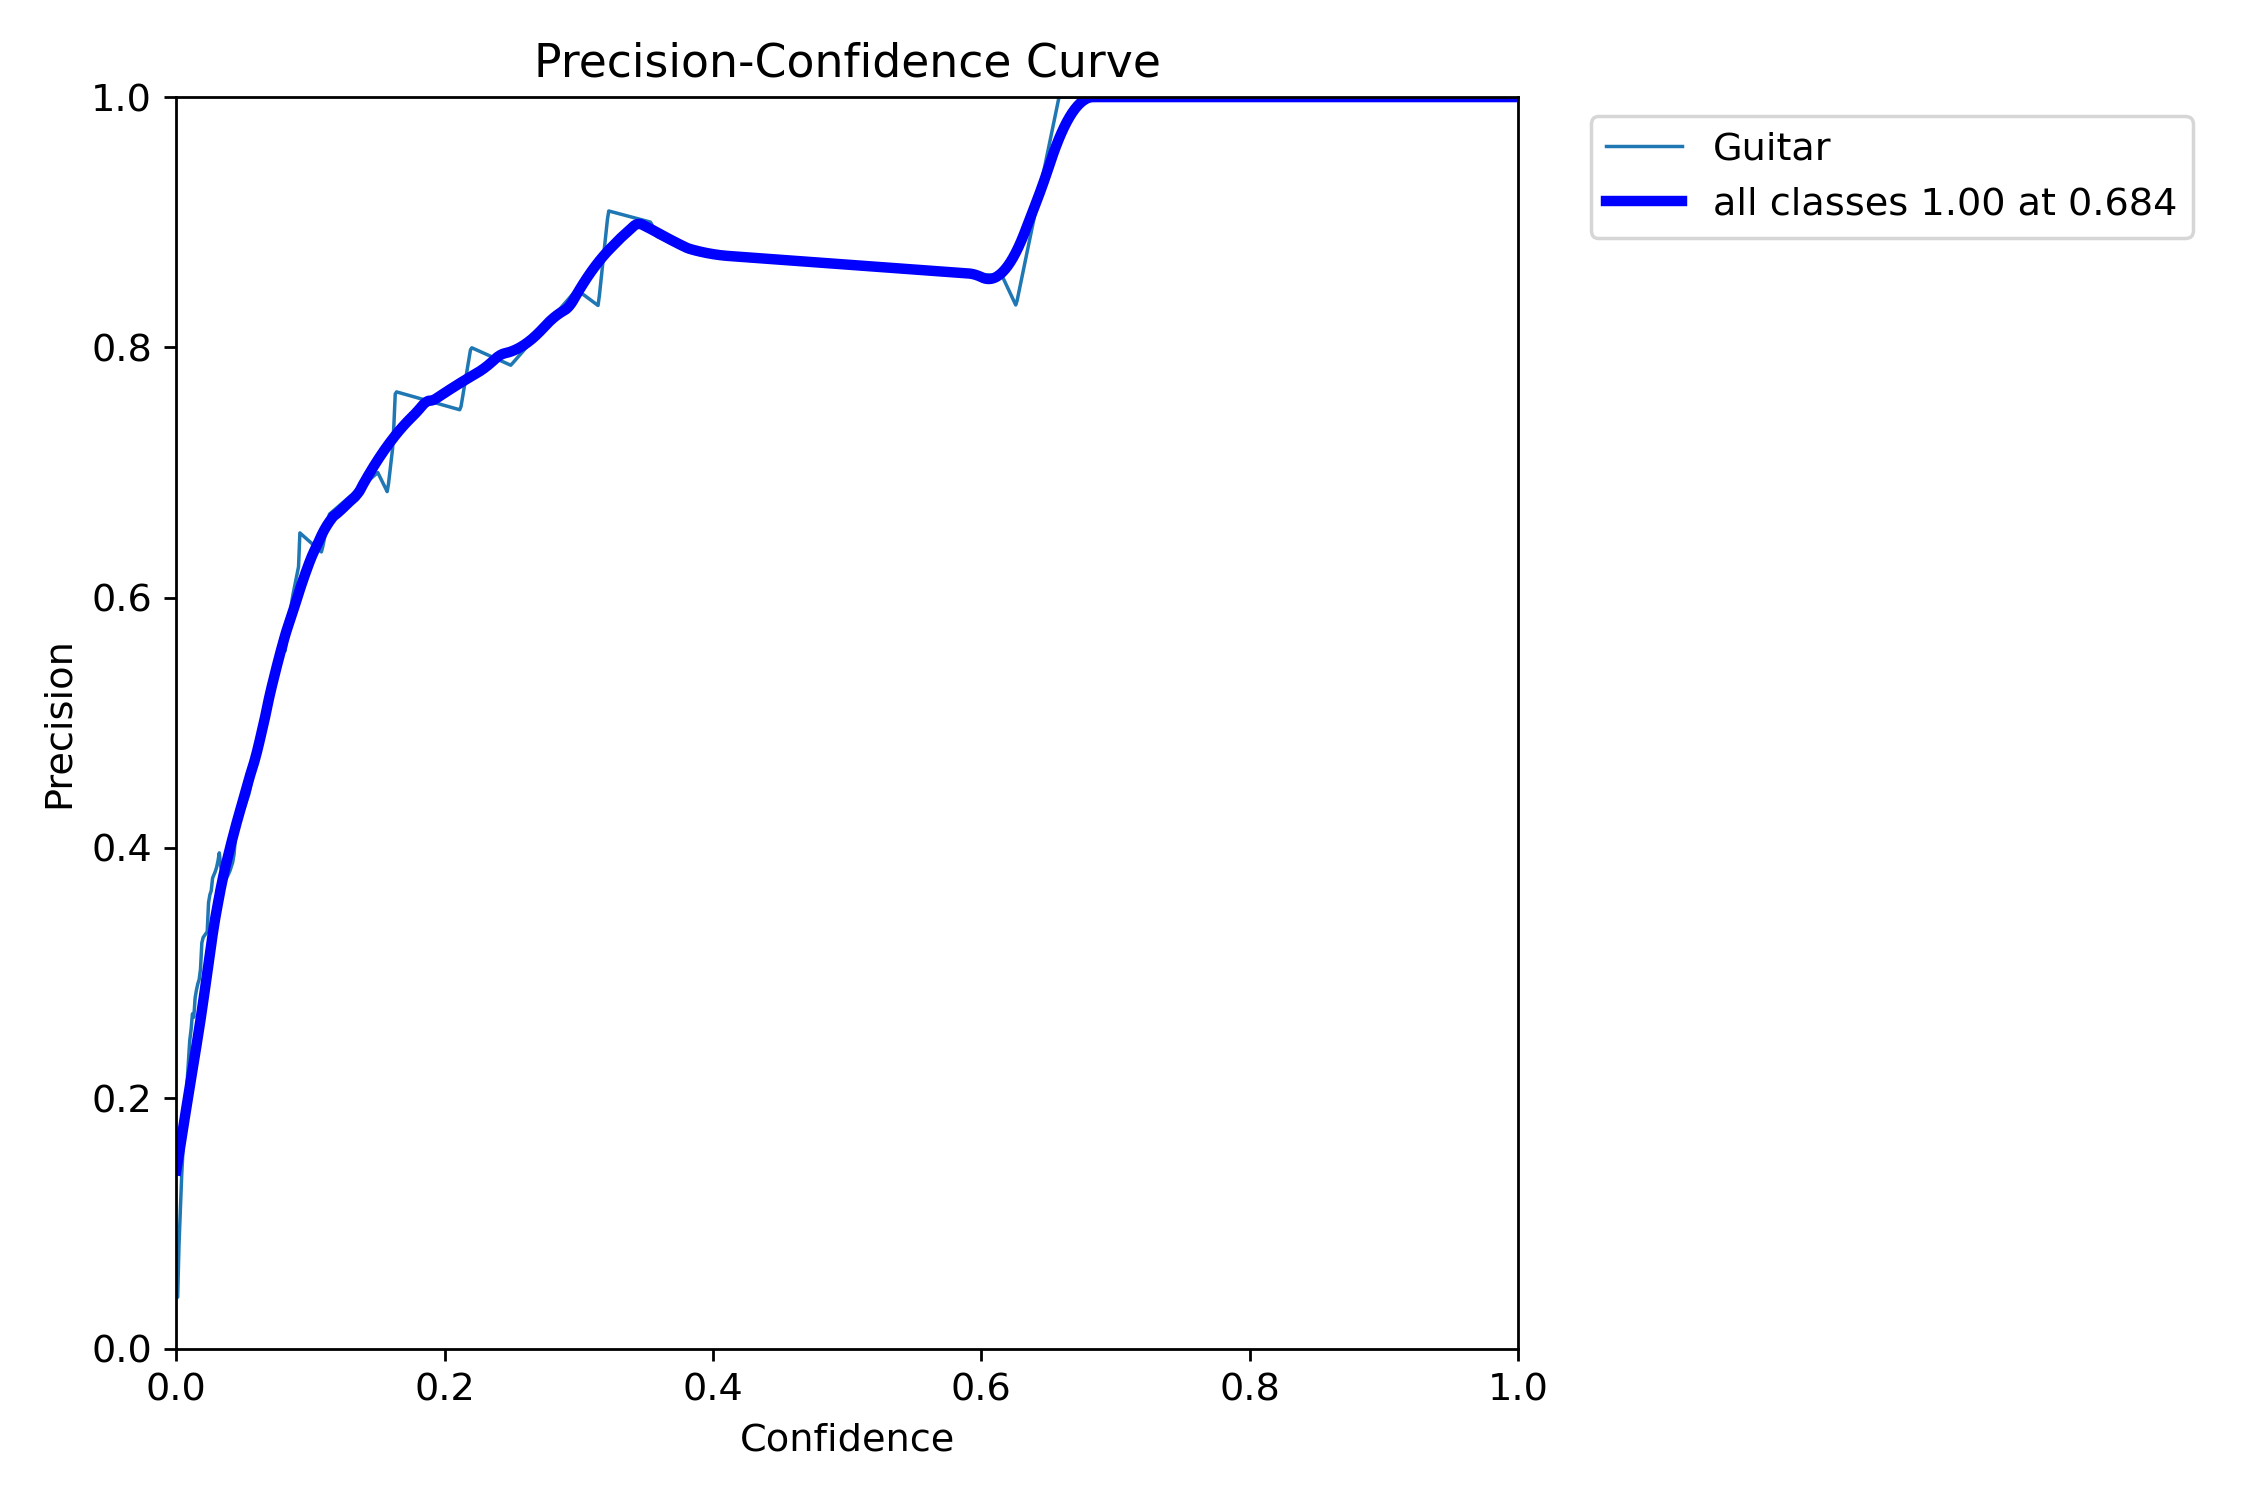 Precision-Confidence Curve
1.0
0.8
0.6
0.4
0.2
0.0
Precision
0.0 0.2 0.4 0.6 0.8 1.0
Confidence
Guitar
all classes 1.00 at 0.684